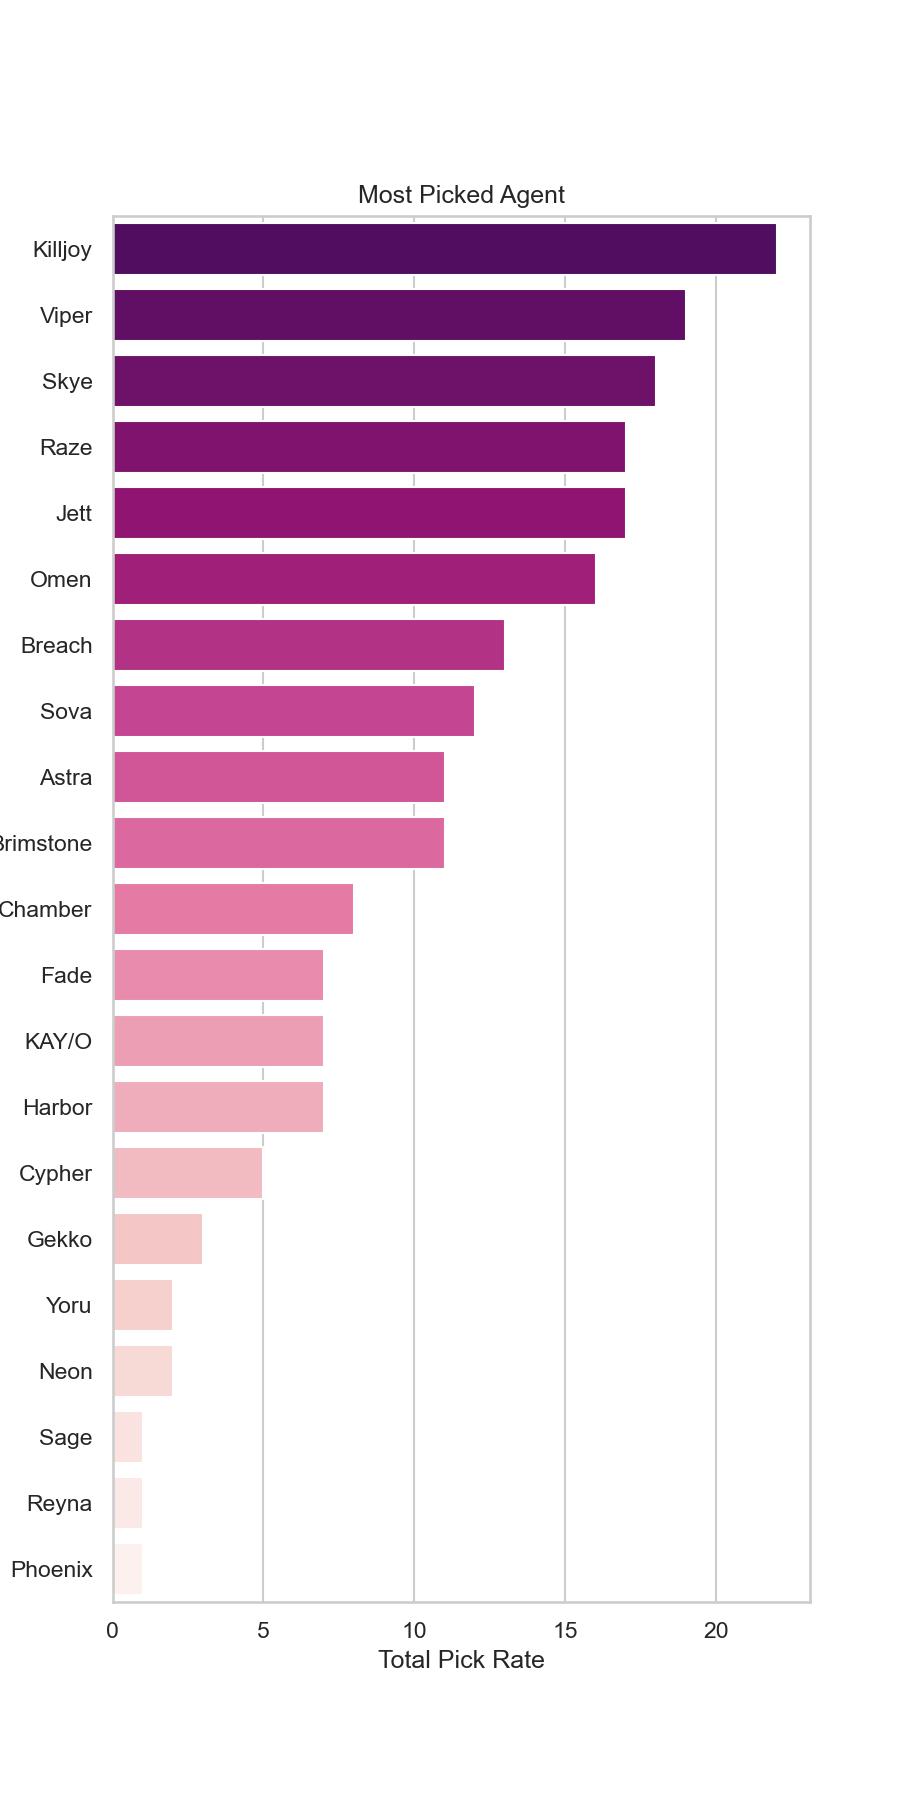 Most Picked Agent
Killjoy
Viper
Skye
Raze
Jett
Omen
Breach
Sova
Astra
Brimstone
Chamber
Fade
KAY/O
Harbor
Cypher
Gekko
Yoru
Neon
Sage
Reyna
Phoenix
0 5 10 15 20
Total Pick Rate